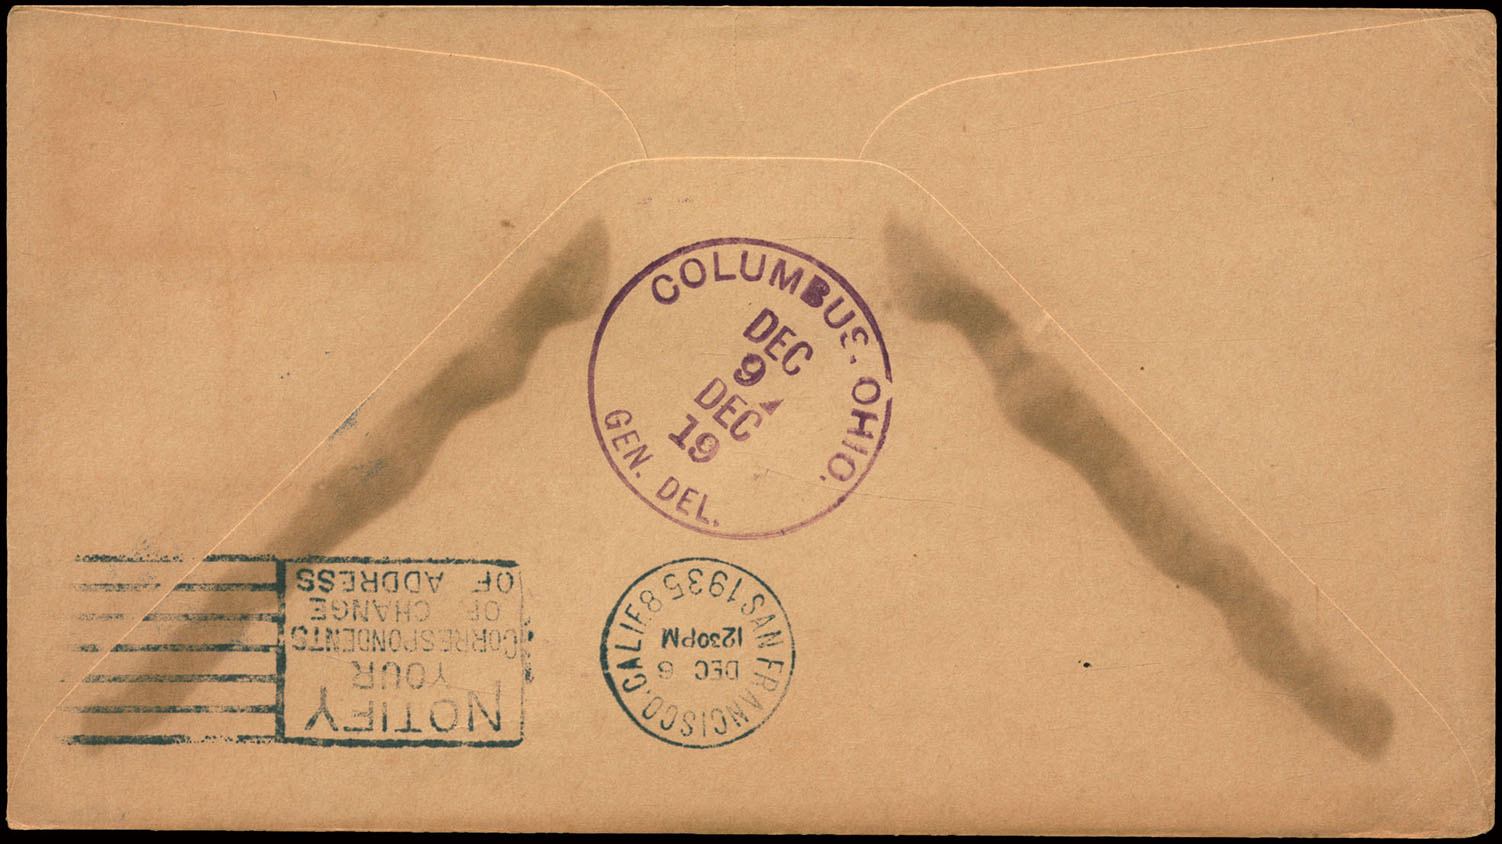 COLUMBUS, OHIO.
DEC
9
DEC
19
GEN. DEL.
SAN FRANCISCO, CALIF. 8
DEC 6
1230PM
1935
NOTIFY
YOUR
CORRESPONDENTS
OF CHANGE
OF ADDRESS